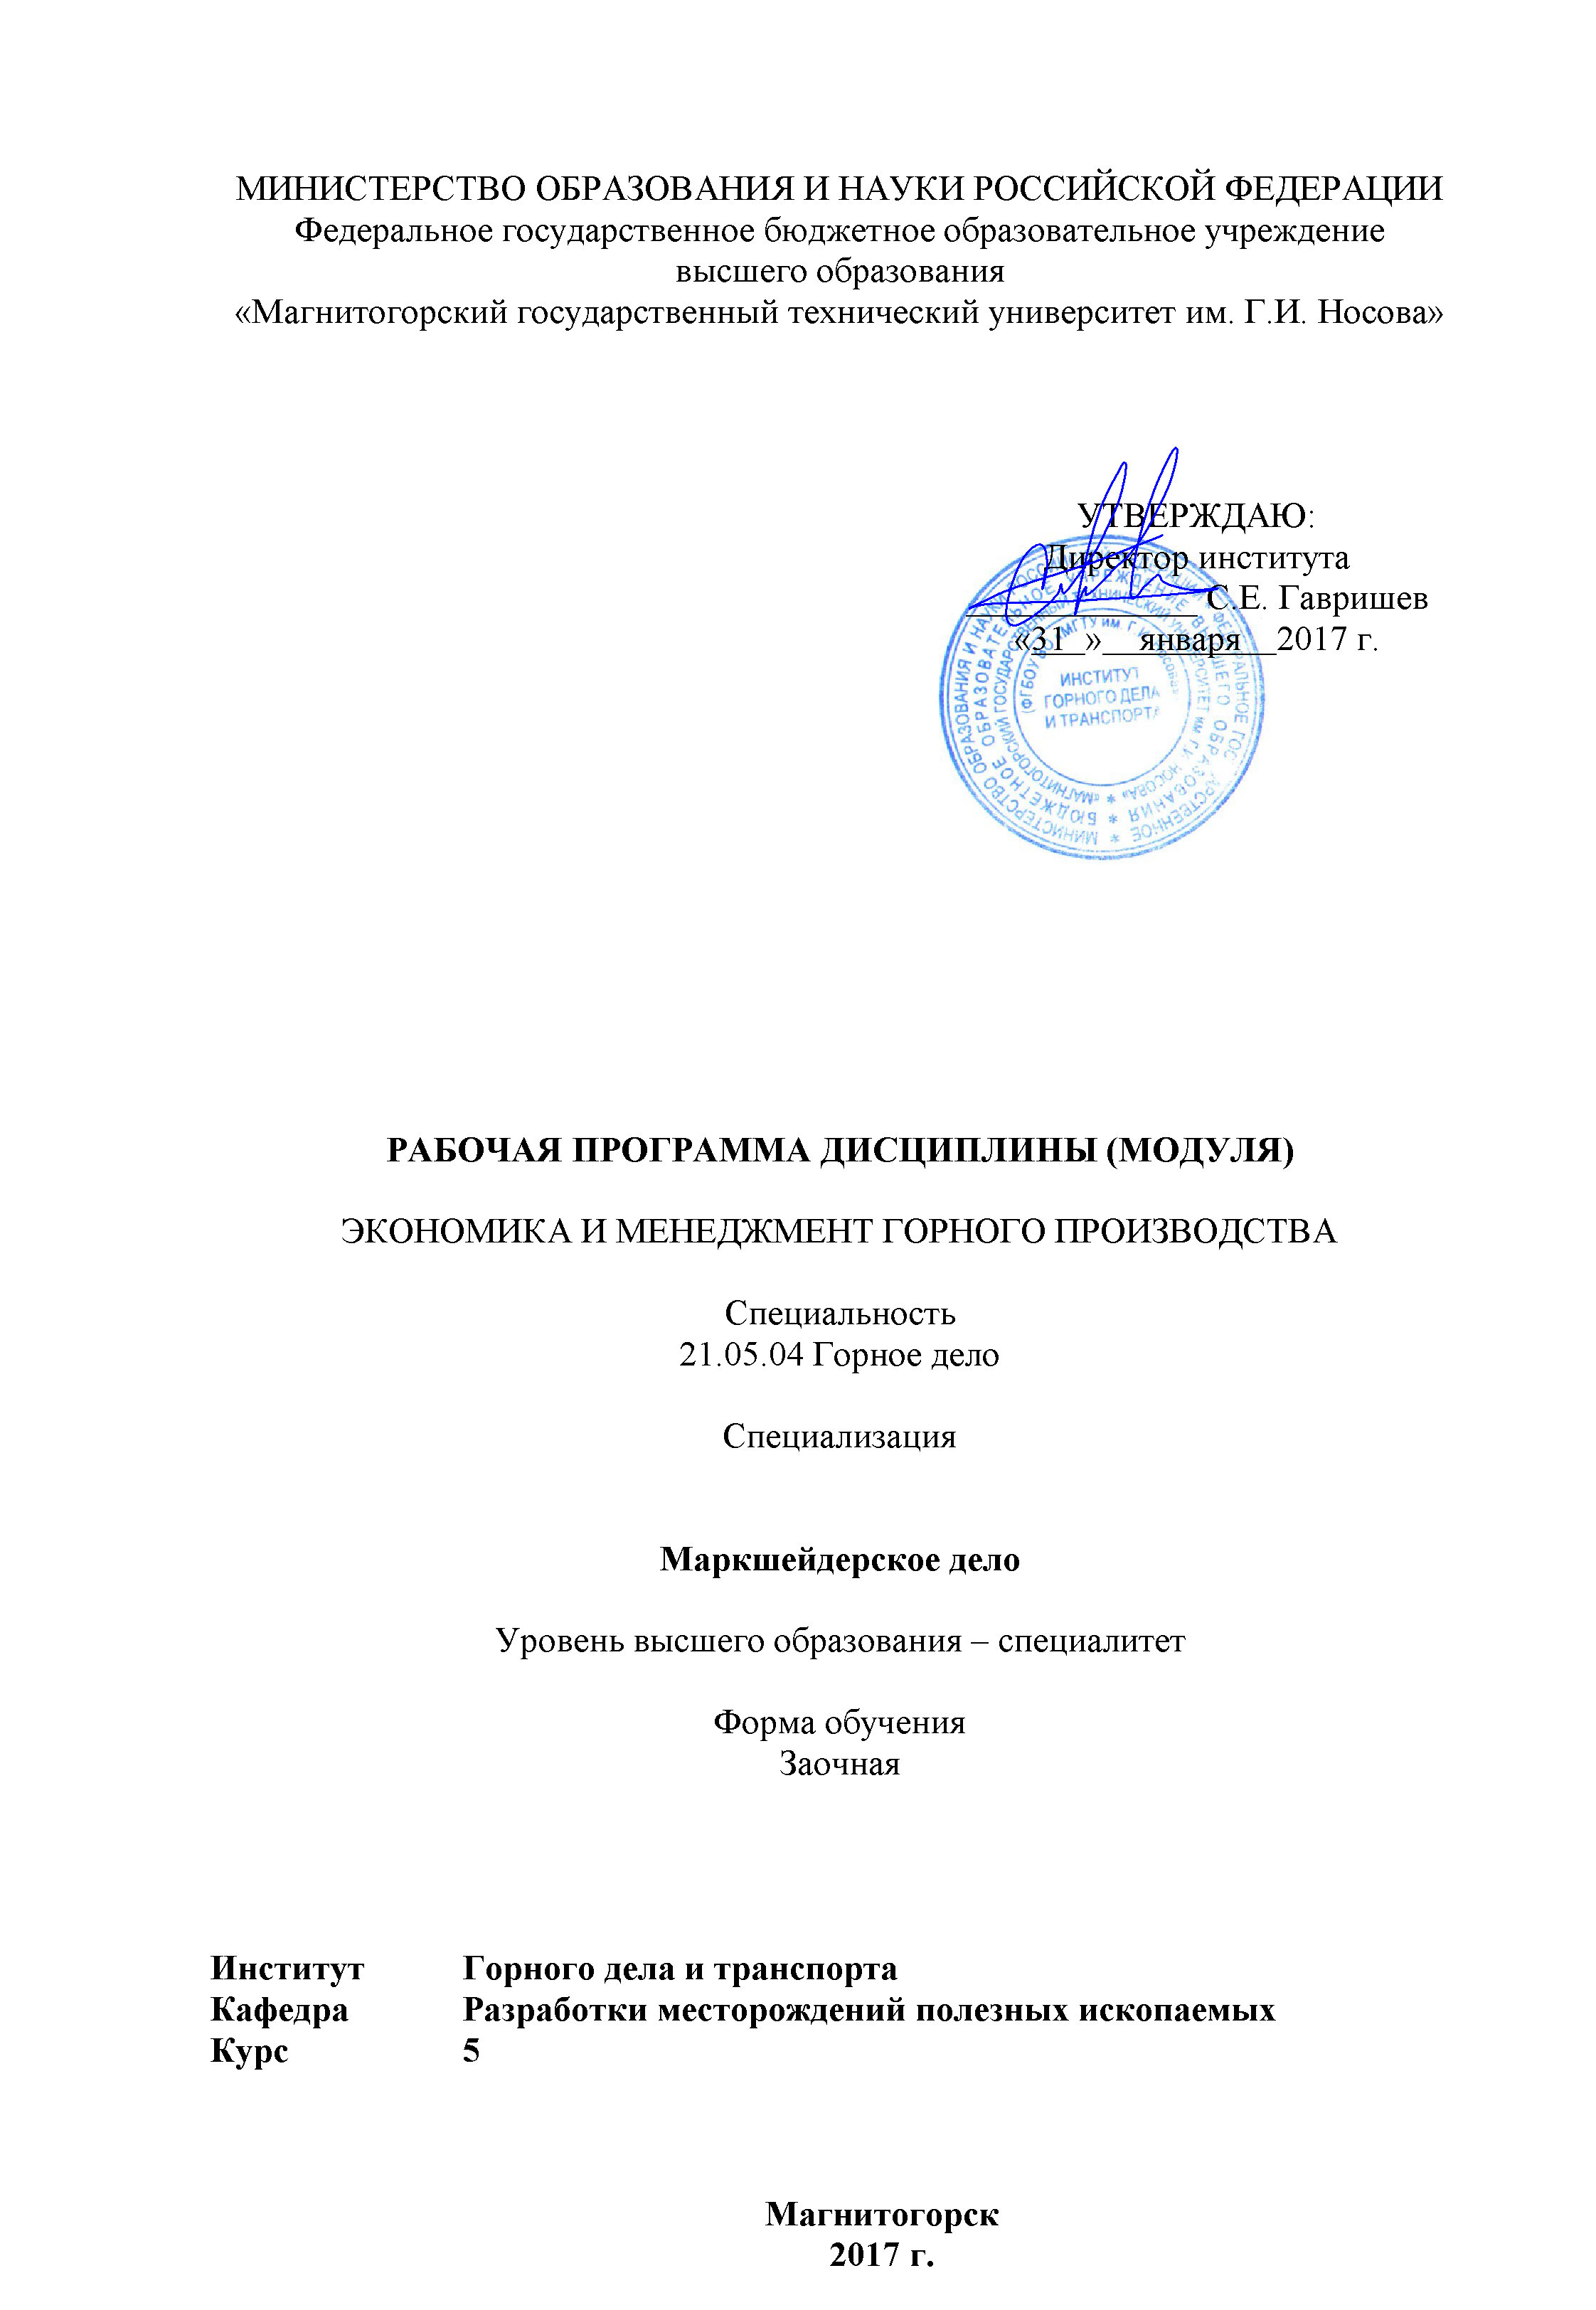 МИНИСТЕРСТВО ОБРАЗОВАНИЯ И НАУКИ РОССИЙСКОЙ ФЕДЕРАЦИИ
Федеральное государственное бюджетное образовательное учреждение
высшего образования
«Магнитогорский государственный технический университет им. Г.И. Носова»
УТВЕРЖДАЮ:
Директор института
С.Е. Гавришев
«31 » января 2017 г.
ИНСТИТУТ
ГОРНОГО ДЕЛА
И ТРАНСПОРТА
РАБОЧАЯ ПРОГРАММА ДИСЦИПЛИНЫ (МОДУЛЯ)
ЭКОНОМИКА И МЕНЕДЖМЕНТ ГОРНОГО ПРОИЗВОДСТВА
Специальность
21.05.04 Горное дело
Специализация
Маркшейдерское дело
Уровень высшего образования – специалитет
Форма обучения
Заочная
Институт Горного дела и транспорта
Кафедра Разработки месторождений полезных ископаемых
Курс 5
Магнитогорск
2017 г.